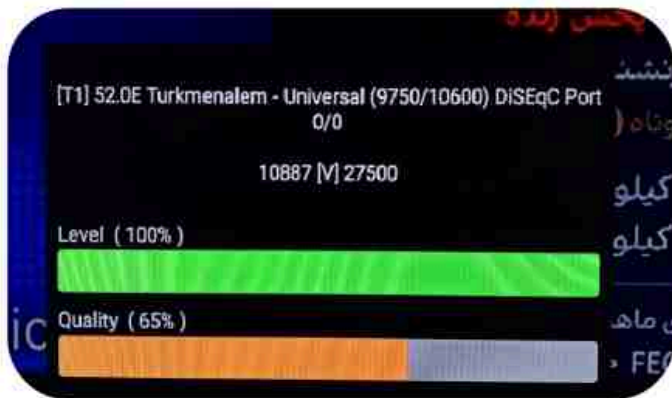 پخش زنده
[T1] 52.0E Turkmenalem - Universal (9750/10600) DiSEqC Port
0/0
10887 [V] 27500
کیلو
Level ( 100% )
کیلو
Quality ( 65% )